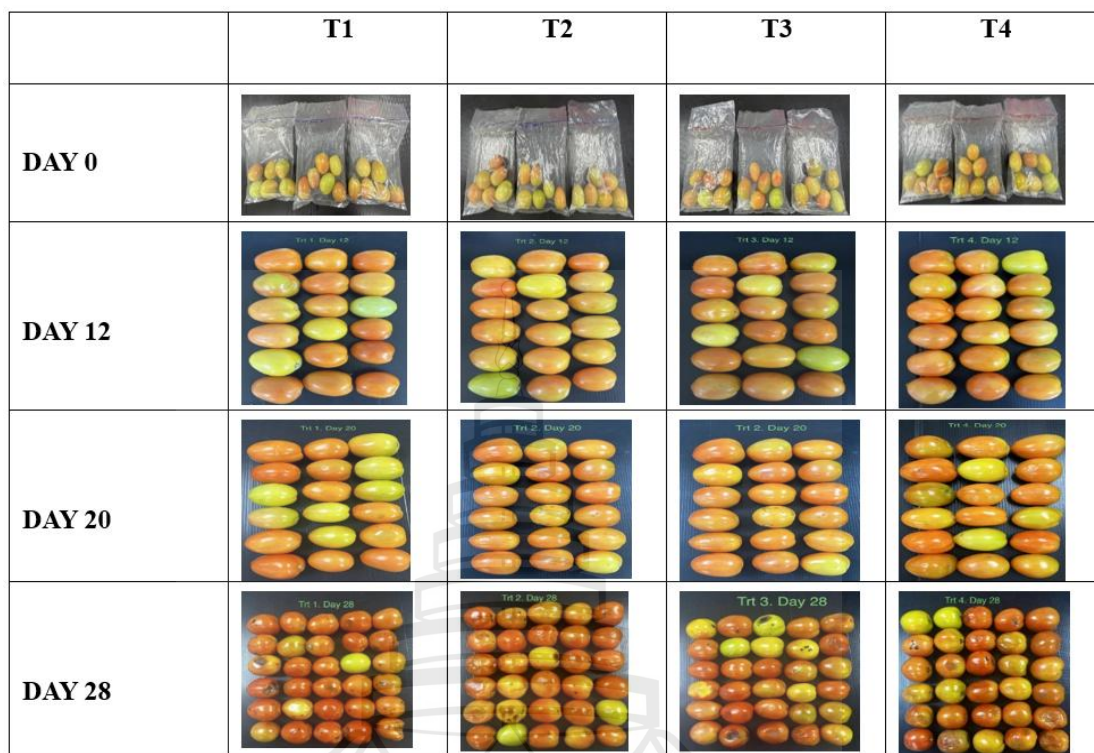 T1 T2 T3 T4
DAY 0
DAY 12
Trt 1. Day 12
Trt 2. Day 12
Trt 3. Day 12
Trt 4. Day 12
DAY 20
Trt 1. Day 20
Trt 2. Day 20
Trt 2. Day 20
Trt 4. Day 20
DAY 28
Trt 1. Day 28
Trt 2. Day 28
Trt 3. Day 28
Trt 4. Day 28